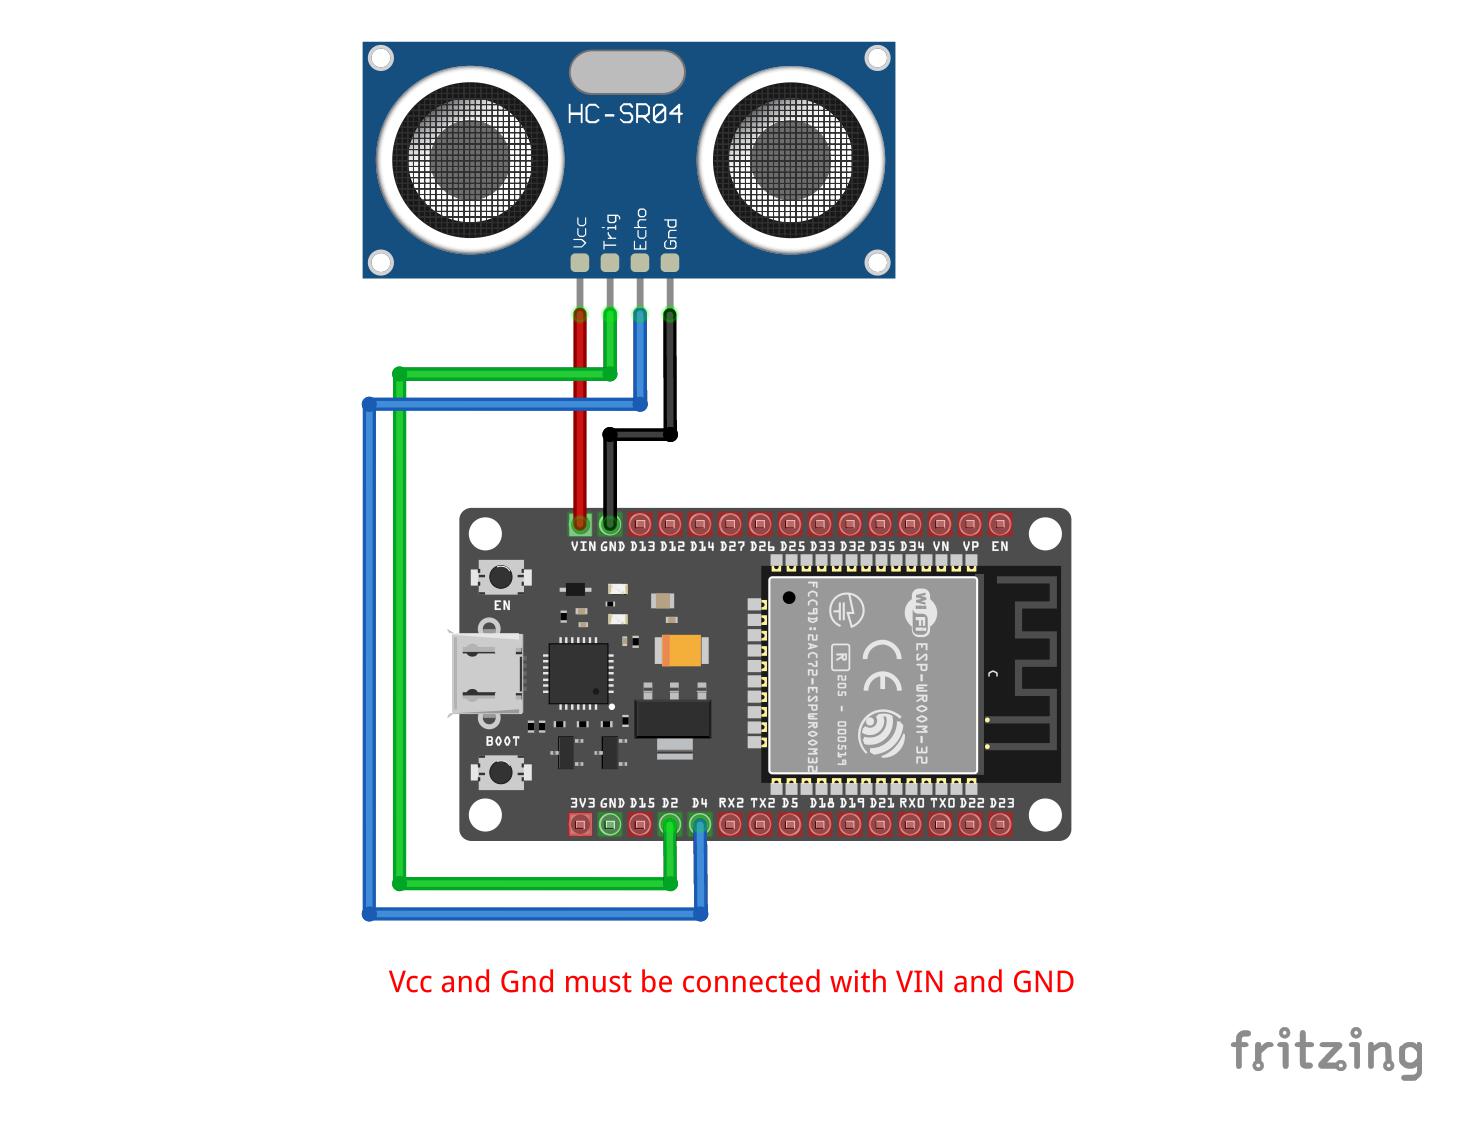 HC-SR04
Vcc Trig Echo Gnd
VIN GND D13 D12 D14 D27 D26 D25 D33 D32 D35 D34 VN VP EN
EN
BOOT
FCC9D:2AC72-ESPWROOM32
R
205 - 000519
CE
WiFi
ESP-WROOM-32
C
3V3 GND D15 D2 D4 RX2 TX2 D5 D18 D19 D21 RX0 TX0 D22 D23
Vcc and Gnd must be connected with VIN and GND
fritzing